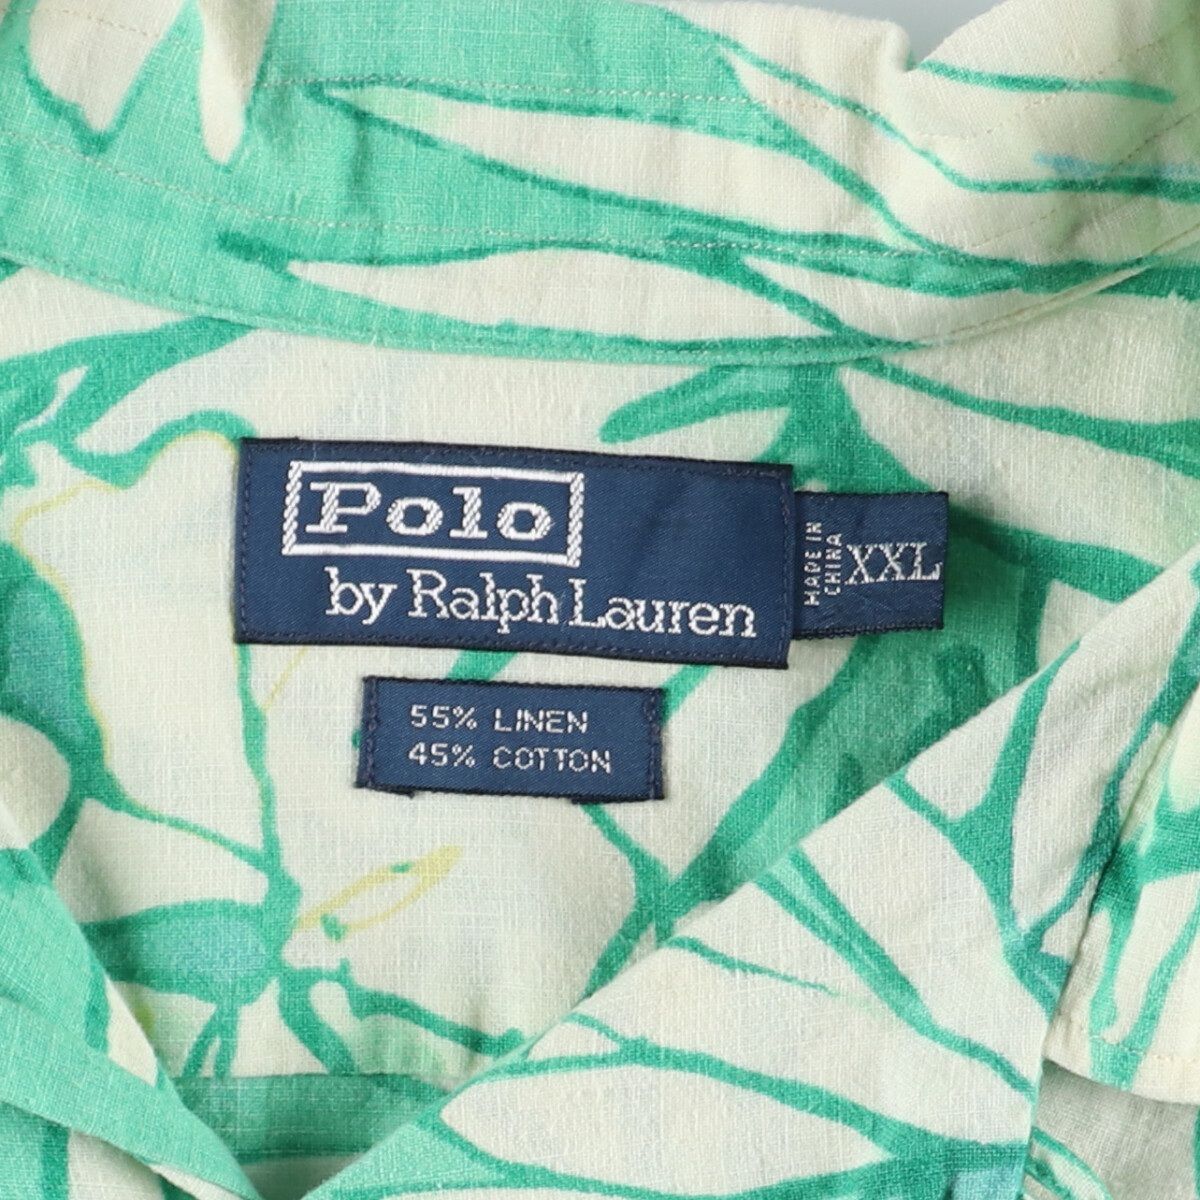 Polo
by Ralph Lauren
MADE IN
CHINA
XXL
55% LINEN
45% COTTON